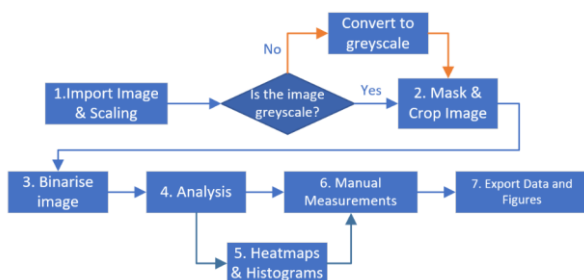 Convert to
greyscale
No
1.Import Image
& Scaling
Is the image
greyscale?
Yes
2. Mask &
Crop Image
3. Binarise
image
4. Analysis
6. Manual
Measurements
7. Export Data and
Figures
5. Heatmaps
& Histograms